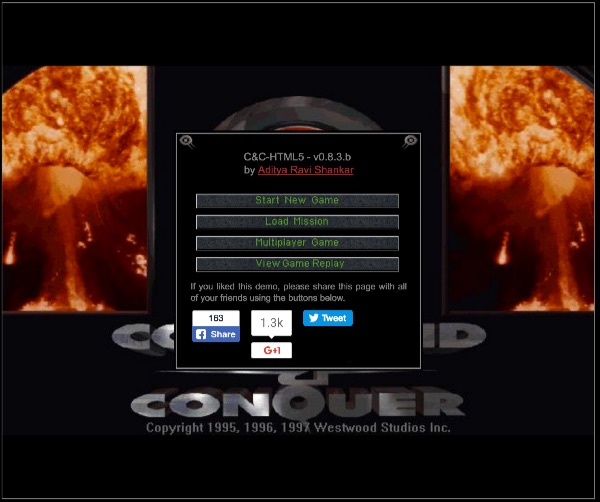 C&C-HTML5 - v0.8.3.b
by Aditya Ravi Shankar
Start New Game
Load Mission
Multiplayer Game
View Game Replay
If you liked this demo, please share this page with all
of your friends using the buttons below.
163
Share
1.3k
G+1
Tweet
CONQUER
Copyright 1995, 1996, 1997 Westwood Studios Inc.